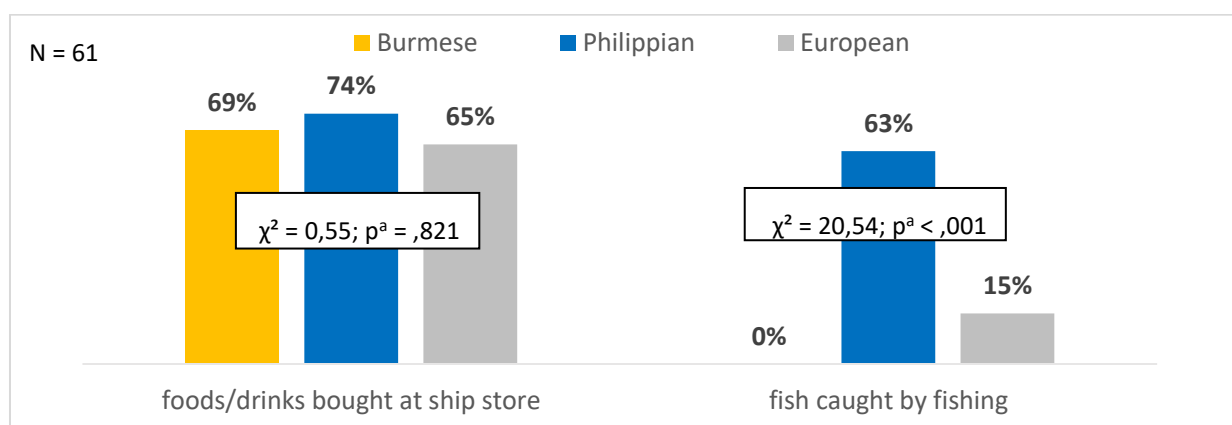 N = 61
Burmese Philippian European
69% 74% 65%
63%
0% 15%
χ² = 0,55; pᵃ = ,821
χ² = 20,54; pᵃ < ,001
foods/drinks bought at ship store
fish caught by fishing